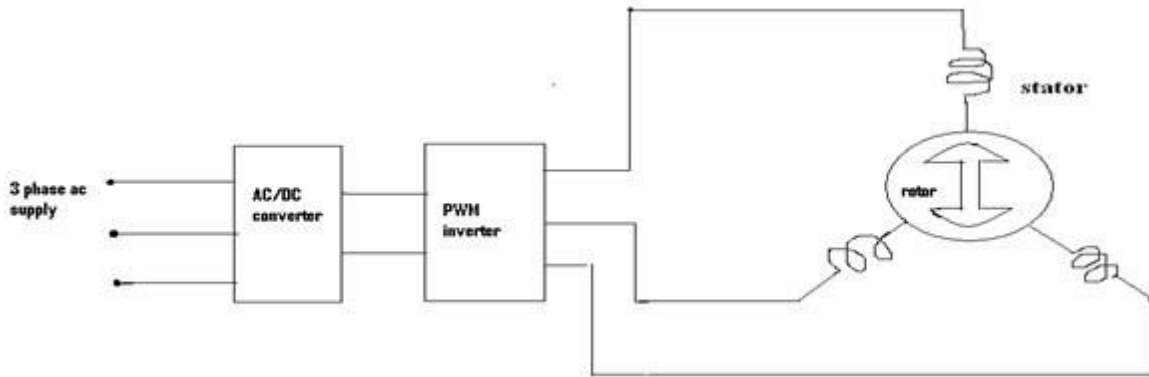 3 phase ac
supply
AC/DC
converter
PWM
inverter
rotor
stator